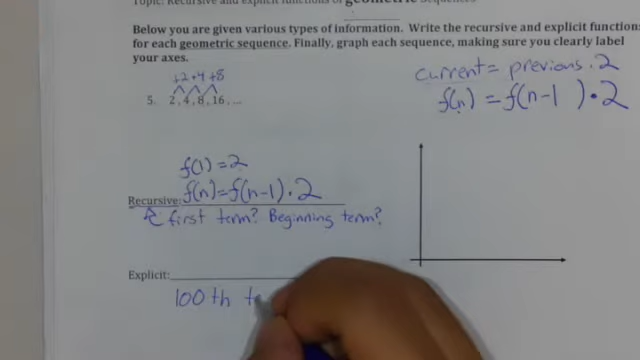 Topic: Recursive and explicit functions of geometric sequences
Below you are given various types of information. Write the recursive and explicit functions
for each geometric sequence. Finally, graph each sequence, making sure you clearly label
your axes.
current = previous . 2
f(n) = f(n-1 ) • 2
+2 +4 +8
5. 2, 4, 8, 16, ...
f(1) = 2
Recursive: f(n) = f(n-1) • 2
first term? Beginning term?
Explicit:
100th